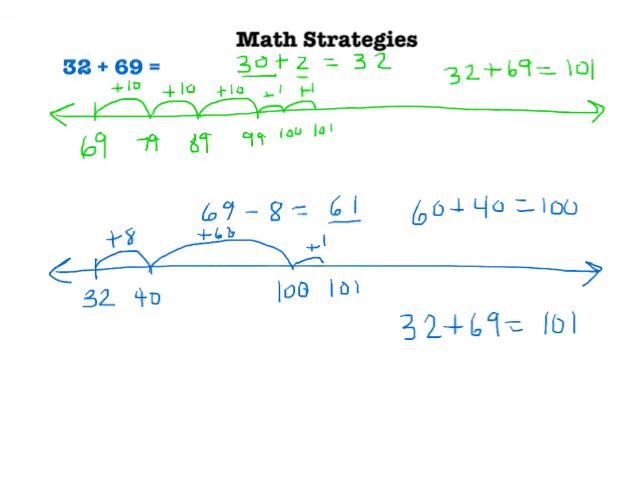 Math Strategies
32 + 69 =
30 + 2 = 32
32 + 69 = 101
+10 +10 +10 +1 +1
69 79 89 99 100 101
69 - 8 = 61
60 + 40 = 100
+8 +60 +1
32 40 100 101
32 + 69 = 101